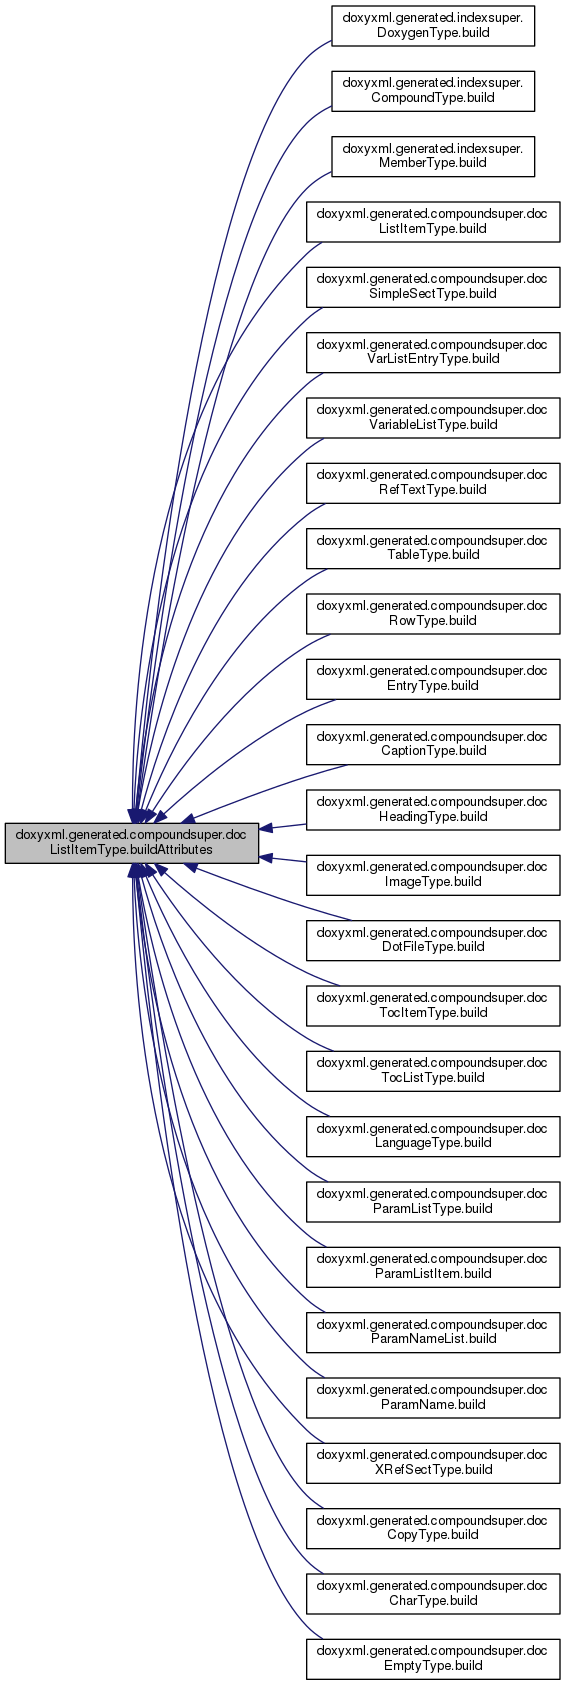 doxyxml.generated.indexsuper.
DoxygenType.build
doxyxml.generated.indexsuper.
CompoundType.build
doxyxml.generated.indexsuper.
MemberType.build
doxyxml.generated.compoundsuper.doc
ListItemType.build
doxyxml.generated.compoundsuper.doc
SimpleSectType.build
doxyxml.generated.compoundsuper.doc
VarListEntryType.build
doxyxml.generated.compoundsuper.doc
VariableListType.build
doxyxml.generated.compoundsuper.doc
RefTextType.build
doxyxml.generated.compoundsuper.doc
TableType.build
doxyxml.generated.compoundsuper.doc
RowType.build
doxyxml.generated.compoundsuper.doc
EntryType.build
doxyxml.generated.compoundsuper.doc
CaptionType.build
doxyxml.generated.compoundsuper.doc
HeadingType.build
doxyxml.generated.compoundsuper.doc
ListItemType.buildAttributes
doxyxml.generated.compoundsuper.doc
ImageType.build
doxyxml.generated.compoundsuper.doc
DotFileType.build
doxyxml.generated.compoundsuper.doc
TocItemType.build
doxyxml.generated.compoundsuper.doc
TocListType.build
doxyxml.generated.compoundsuper.doc
LanguageType.build
doxyxml.generated.compoundsuper.doc
ParamListType.build
doxyxml.generated.compoundsuper.doc
ParamListItem.build
doxyxml.generated.compoundsuper.doc
ParamNameList.build
doxyxml.generated.compoundsuper.doc
ParamName.build
doxyxml.generated.compoundsuper.doc
XRefSectType.build
doxyxml.generated.compoundsuper.doc
CopyType.build
doxyxml.generated.compoundsuper.doc
CharType.build
doxyxml.generated.compoundsuper.doc
EmptyType.build